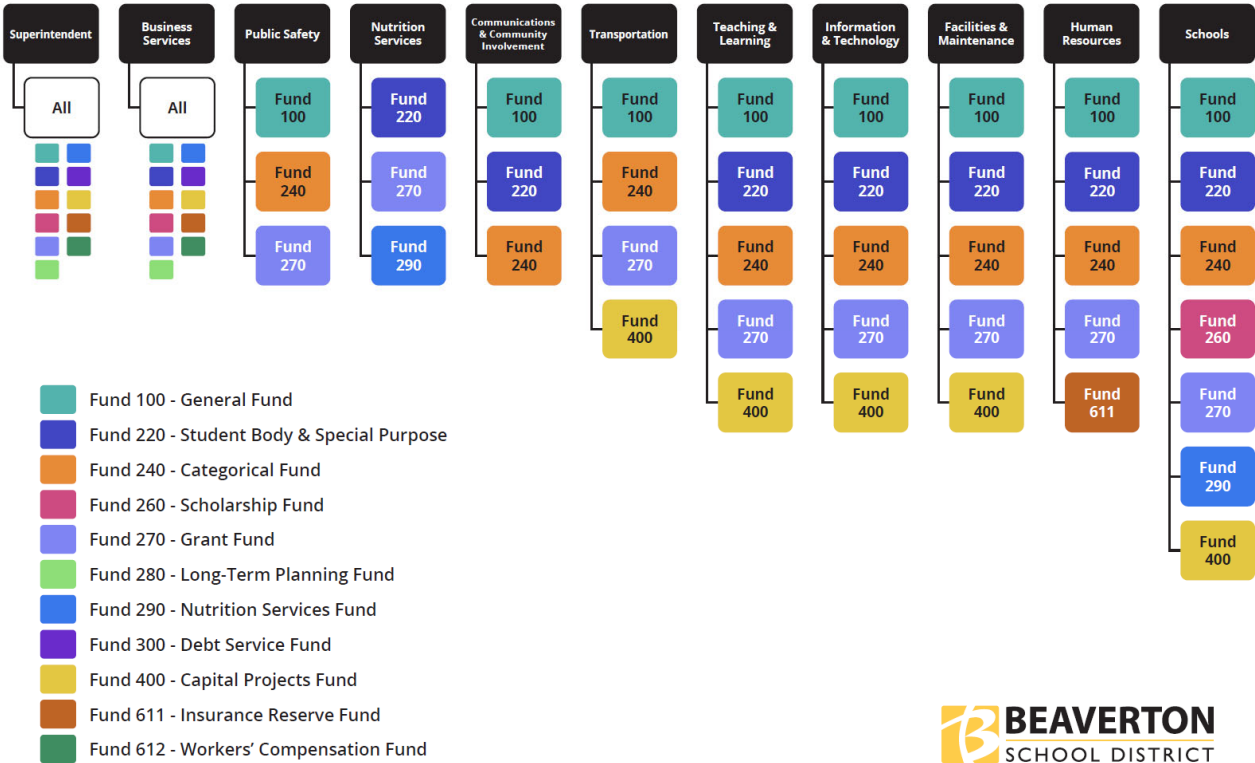 Superintendent
All
Business
Services
All
Public Safety
Fund
100
Fund
240
Fund
270
Nutrition
Services
Fund
220
Fund
270
Fund
290
Communications
& Community
Involvement
Fund
100
Fund
220
Fund
240
Transportation
Fund
100
Fund
240
Fund
270
Fund
400
Teaching &
Learning
Fund
100
Fund
220
Fund
240
Fund
270
Fund
400
Information
& Technology
Fund
100
Fund
220
Fund
240
Fund
270
Fund
400
Facilities &
Maintenance
Fund
100
Fund
220
Fund
240
Fund
270
Fund
400
Human
Resources
Fund
100
Fund
220
Fund
240
Fund
270
Fund
611
Schools
Fund
100
Fund
220
Fund
240
Fund
260
Fund
270
Fund
290
Fund
400
Fund 100 - General Fund
Fund 220 - Student Body & Special Purpose
Fund 240 - Categorical Fund
Fund 260 - Scholarship Fund
Fund 270 - Grant Fund
Fund 280 - Long-Term Planning Fund
Fund 290 - Nutrition Services Fund
Fund 300 - Debt Service Fund
Fund 400 - Capital Projects Fund
Fund 611 - Insurance Reserve Fund
Fund 612 - Workers’ Compensation Fund
B
BEAVERTON
SCHOOL DISTRICT